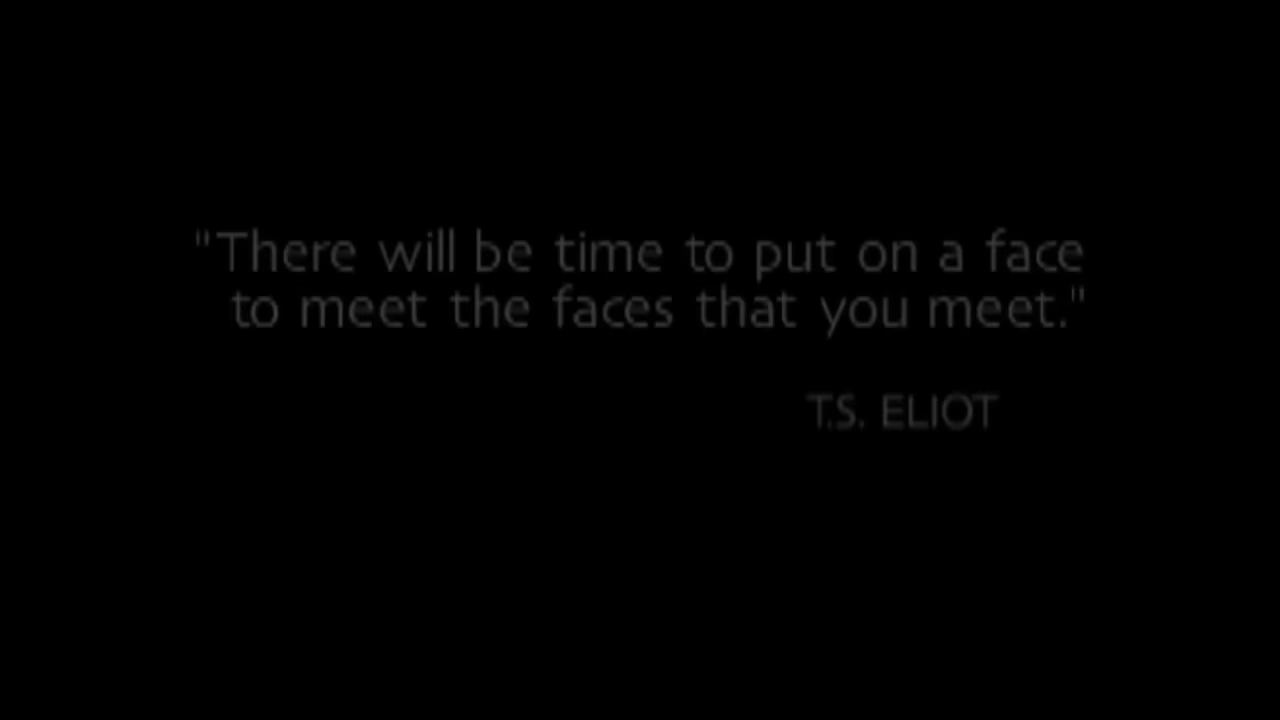 "There will be time to put on a face
to meet the faces that you meet."
T.S. ELIOT